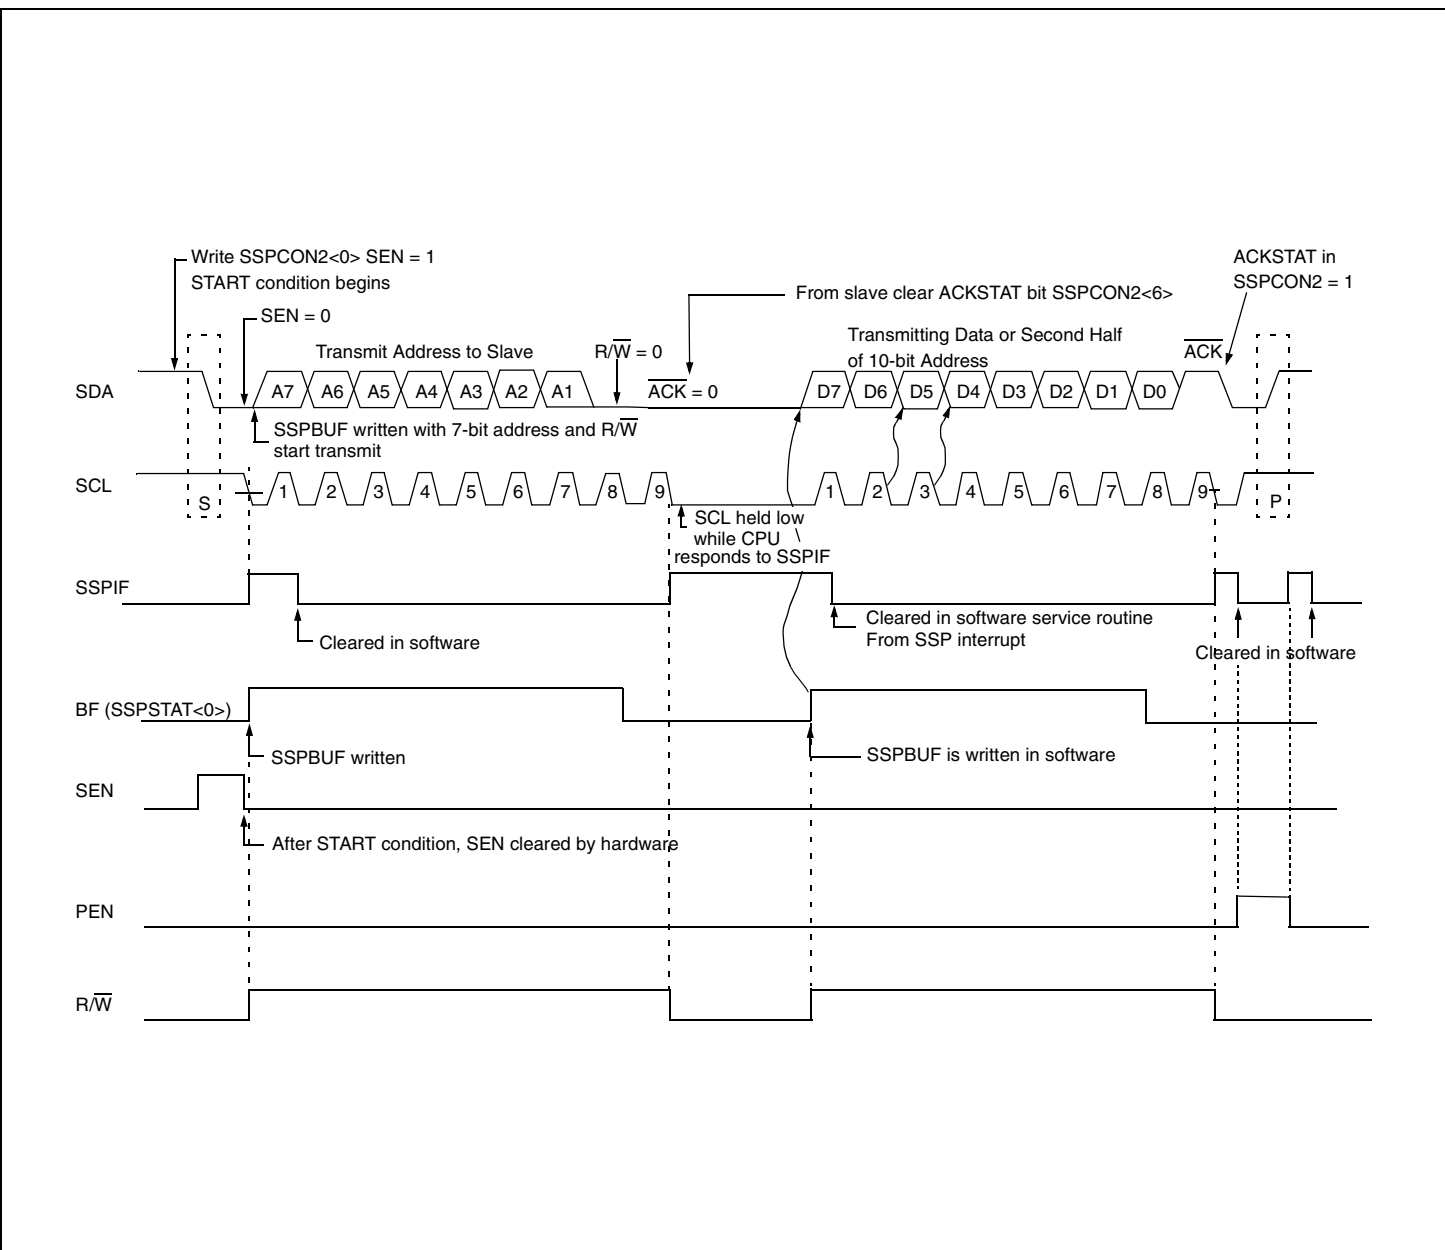 Write SSPCON2<0> SEN = 1
START condition begins
ACKSTAT in
SSPCON2 = 1
From slave clear ACKSTAT bit SSPCON2<6>
SEN = 0
Transmit Address to Slave
R/W̅ = 0
Transmitting Data or Second Half
of 10-bit Address
A̅C̅K̅
SDA
A7 A6 A5 A4 A3 A2 A1
A̅C̅K̅ = 0
D7 D6 D5 D4 D3 D2 D1 D0
SSPBUF written with 7-bit address and R/W̅
start transmit
SCL
S
1 2 3 4 5 6 7 8 9
1 2 3 4 5 6 7 8 9
P
SCL held low
while CPU
responds to SSPIF
SSPIF
Cleared in software
Cleared in software service routine
From SSP interrupt
Cleared in software
BF (SSPSTAT<0>)
SSPBUF written
SSPBUF is written in software
SEN
After START condition, SEN cleared by hardware
PEN
R/W̅